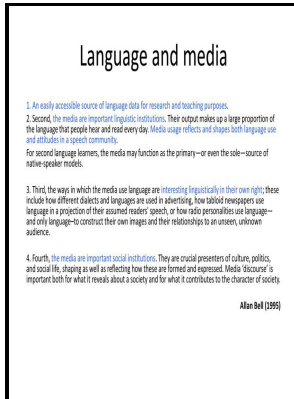 Language and media
1. An easily accessible source of language data for research and teaching purposes.
2. Second, the media are important linguistic institutions. Their output makes up a large proportion of
the language that people hear and read every day. Media usage reflects and shapes both language use
and attitudes in a speech community.
For second language learners, the media may function as the primary—or even the sole—source of
native-speaker models.
3. Third, the ways in which the media use language are interesting linguistically in their own right; these
include how different dialects and languages are used in advertising, how tabloid newspapers use
language in a projection of their assumed readers' speech, or how radio personalities use language—
and only language–to construct their own images and their relationships to an unseen, unknown
audience.
4. Fourth, the media are important social institutions. They are crucial presenters of culture, politics,
and social life, shaping as well as reflecting how these are formed and expressed. Media 'discourse' is
important both for what it reveals about a society and for what it contributes to the character of society.
Allan Bell (1995)